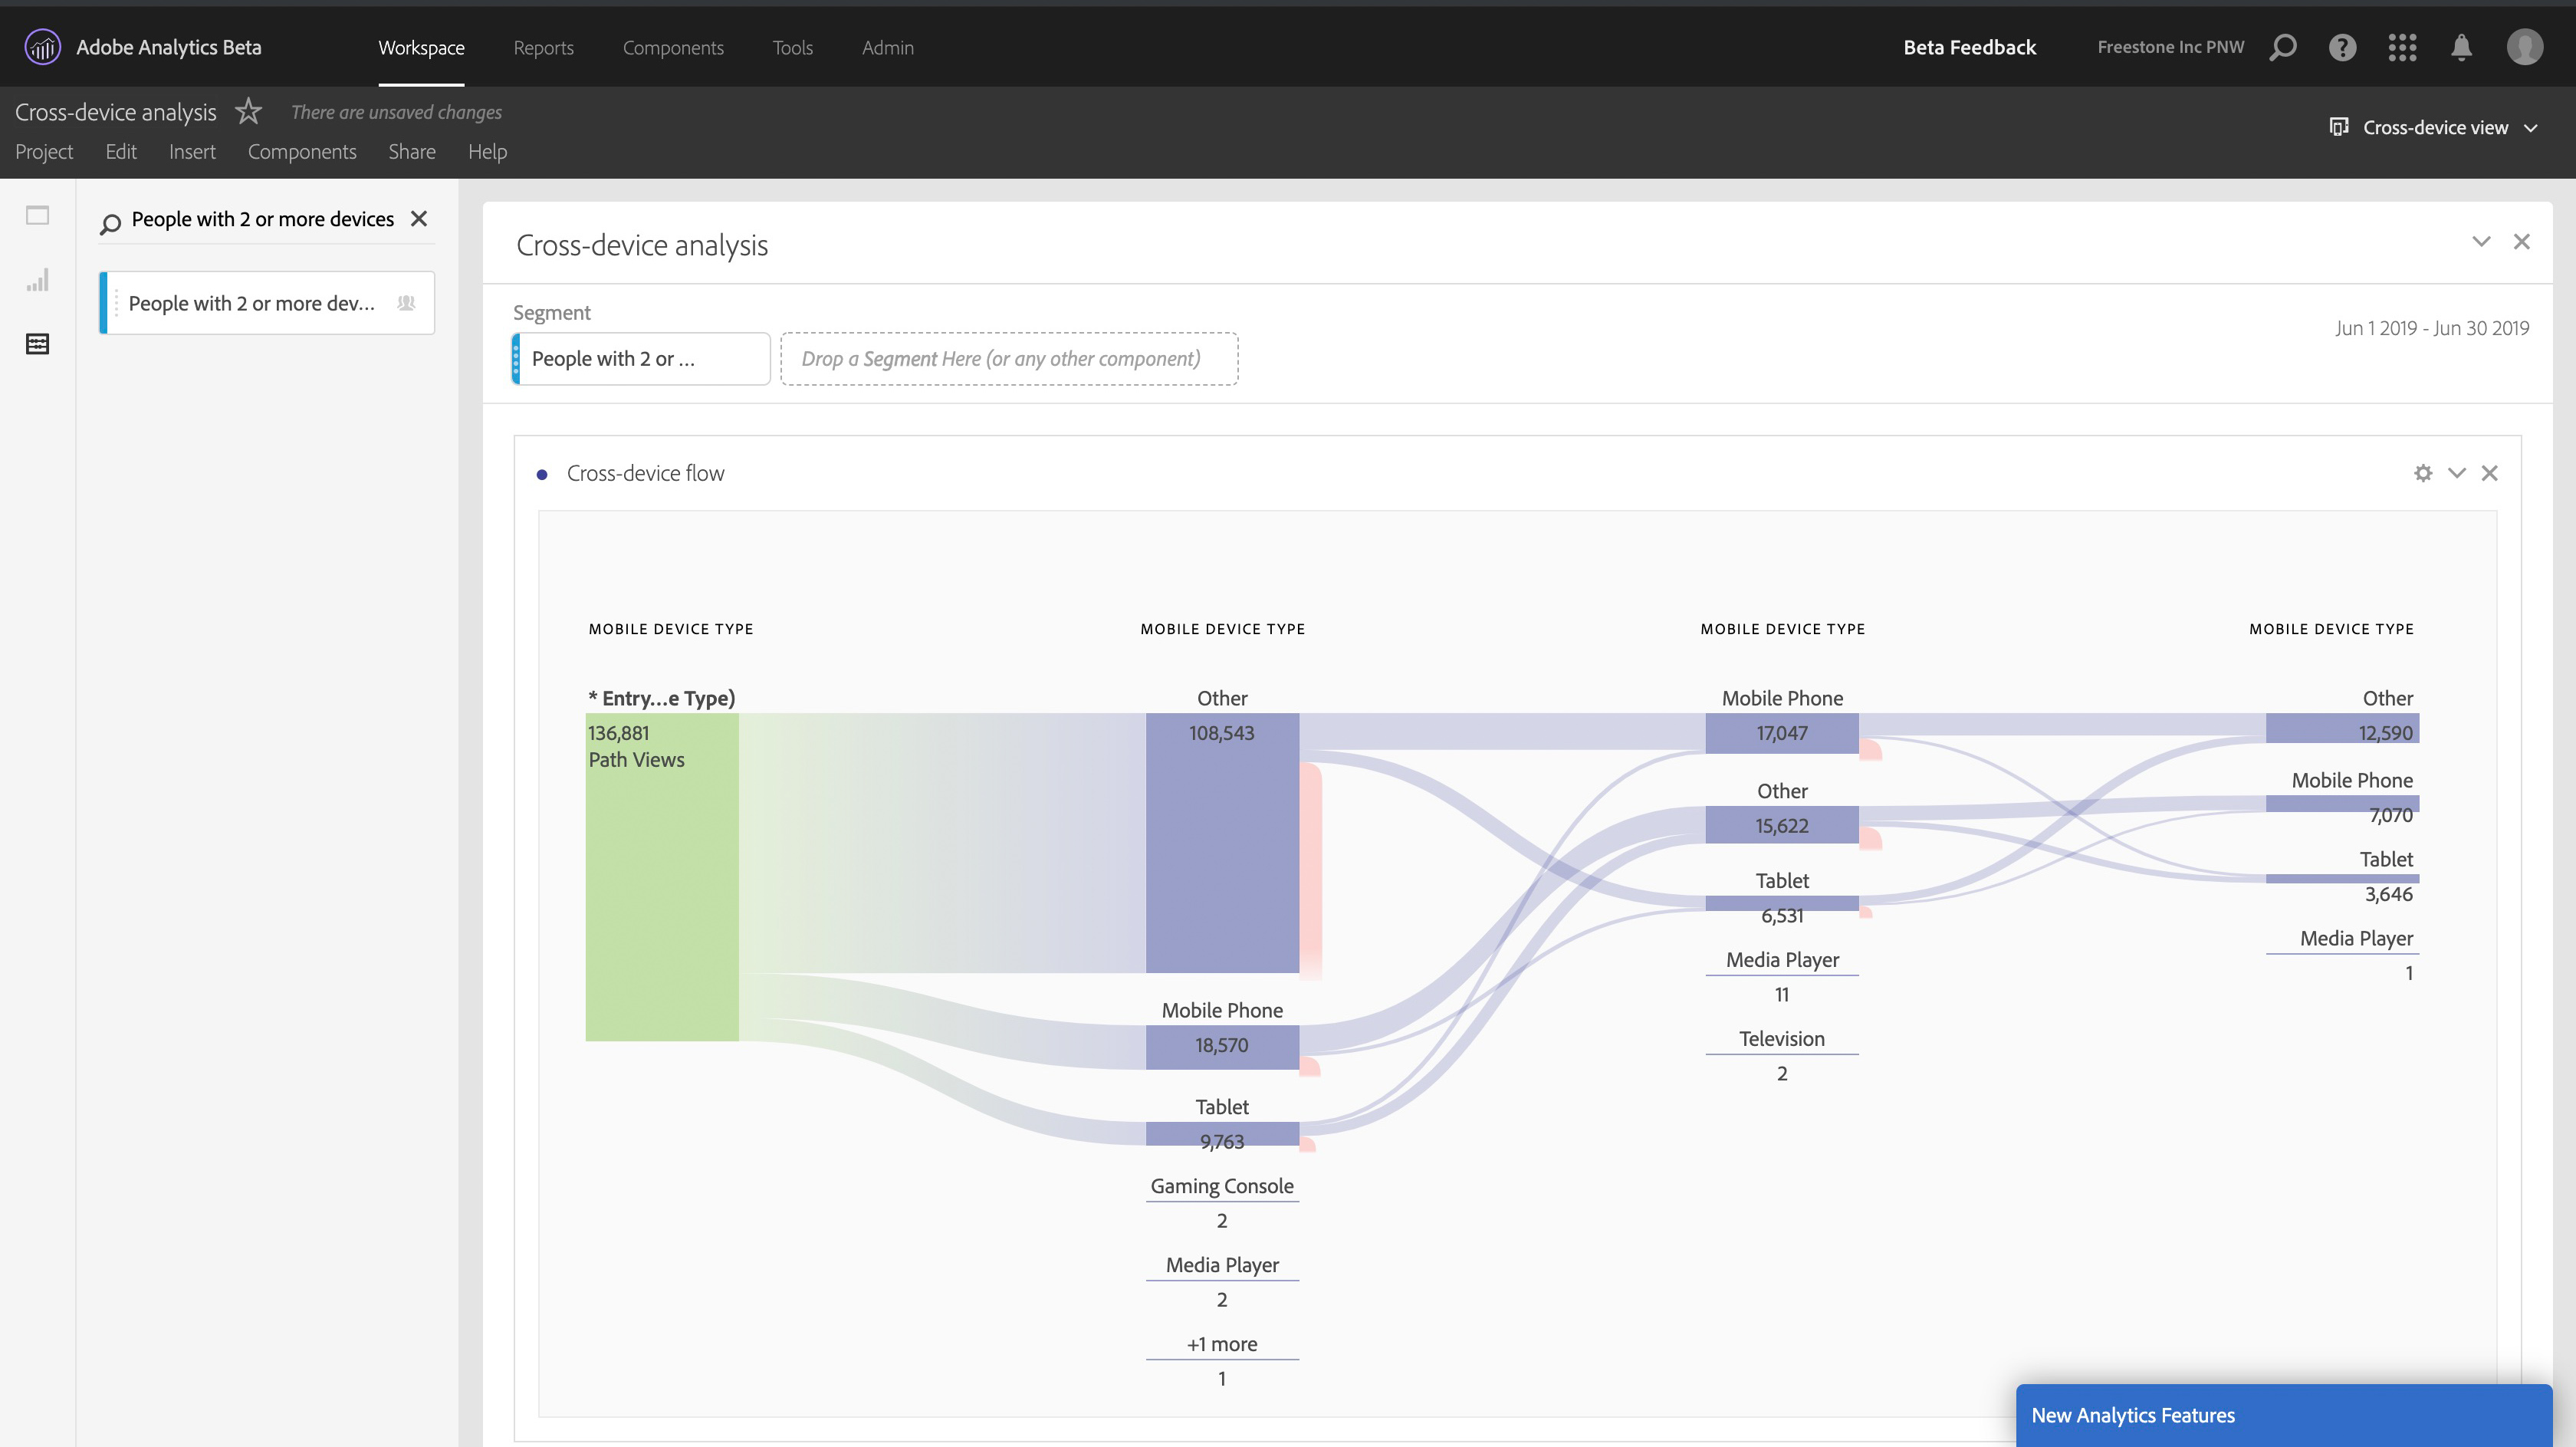 Adobe Analytics Beta
Workspace
Reports
Components
Tools
Admin
Beta Feedback
Freestone Inc PNW
Cross-device analysis
There are unsaved changes
Cross-device view
Project
Edit
Insert
Components
Share
Help
People with 2 or more devices
People with 2 or more dev...
Cross-device analysis
Segment
People with 2 or ...
Drop a Segment Here (or any other component)
Jun 1 2019 - Jun 30 2019
Cross-device flow
MOBILE DEVICE TYPE
MOBILE DEVICE TYPE
MOBILE DEVICE TYPE
MOBILE DEVICE TYPE
* Entry...e Type)
136,881
Path Views
Other
108,543
Mobile Phone
18,570
Tablet
9,763
Gaming Console
2
Media Player
2
+1 more
1
Mobile Phone
17,047
Other
15,622
Tablet
6,531
Media Player
11
Television
2
Other
12,590
Mobile Phone
7,070
Tablet
3,646
Media Player
1
New Analytics Features